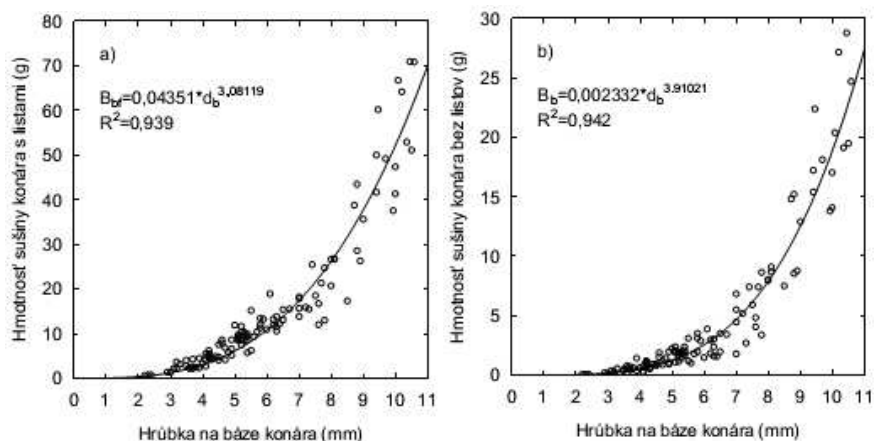 a)
B_bf=0,04351*d_b^3.08119
R^2=0,939
Hmotnosť sušiny konára s listami (g)
80
70
60
50
40
30
20
10
0
0 1 2 3 4 5 6 7 8 9 10 11
Hrúbka na báze konára (mm)
b)
B_b=0,002332*d_b^3.91021
R^2=0,942
Hmotnosť sušiny konára bez listov (g)
30
25
20
15
10
5
0
0 1 2 3 4 5 6 7 8 9 10 11
Hrúbka na báze konára (mm)